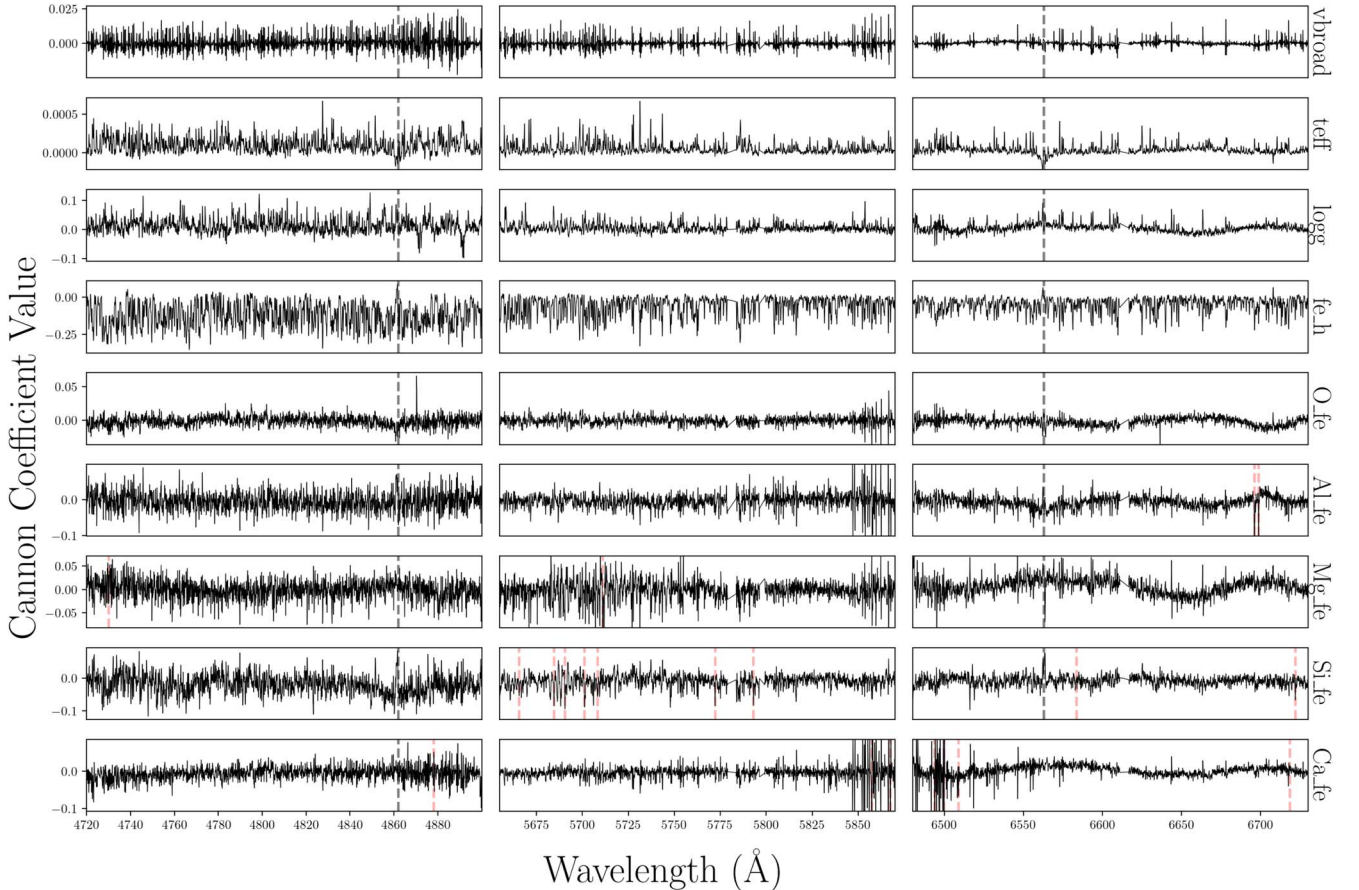 0.025
0.000
vbroad
0.0005
0.0000
teff
0.1
0.0
−0.1
logg
0.00
−0.25
fe_h
0.05
0.00
O_fe
0.0
−0.1
Al_fe
0.05
0.00
−0.05
Mg_fe
0.0
−0.1
Si_fe
0.0
−0.1
Ca_fe
Cannon Coefficient Value
4720 4740 4760 4780 4800 4820 4840 4860 4880
5675 5700 5725 5750 5775 5800 5825 5850
6500 6550 6600 6650 6700
Wavelength (Å)